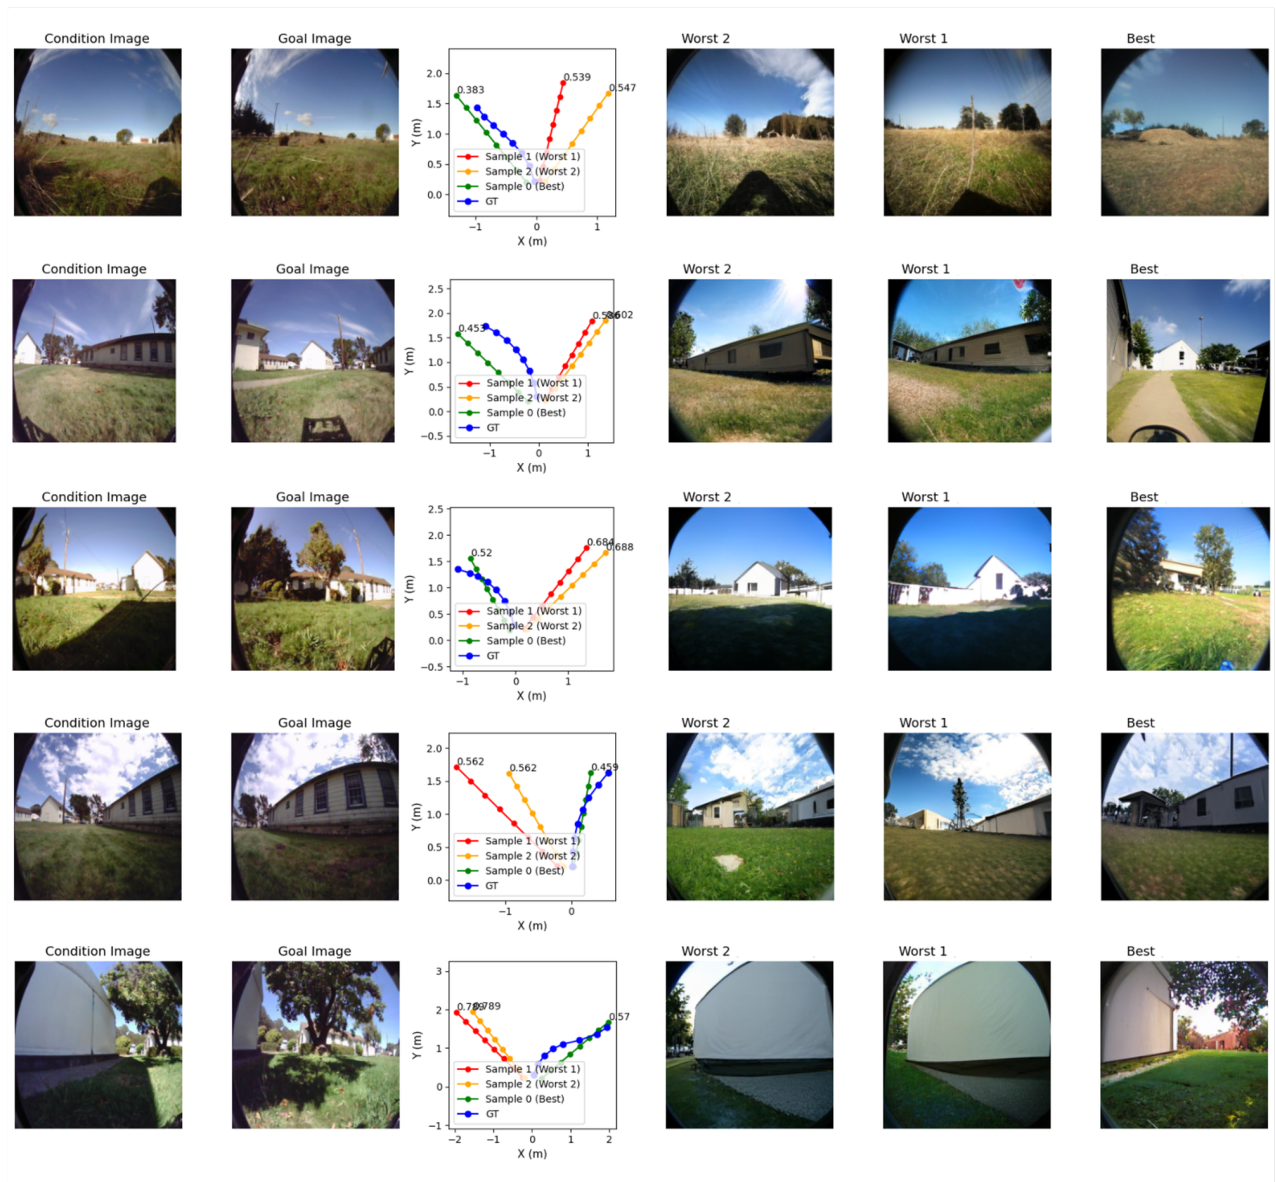 Condition Image Goal Image Worst 2 Worst 1 Best
0.383 0.539 0.547
2.0
1.5
1.0
0.5
0.0
Y (m)
Sample 1 (Worst 1)
Sample 2 (Worst 2)
Sample 0 (Best)
GT
−1 0 1
X (m)
Condition Image Goal Image Worst 2 Worst 1 Best
0.453 0.602
2.5
2.0
1.5
1.0
0.5
0.0
−0.5
Y (m)
Sample 1 (Worst 1)
Sample 2 (Worst 2)
Sample 0 (Best)
GT
−1 0 1
X (m)
Condition Image Goal Image Worst 2 Worst 1 Best
0.52 0.684 0.688
2.5
2.0
1.5
1.0
0.5
0.0
−0.5
Y (m)
Sample 1 (Worst 1)
Sample 2 (Worst 2)
Sample 0 (Best)
GT
−1 0 1
X (m)
Condition Image Goal Image Worst 2 Worst 1 Best
0.562 0.562 0.459
2.0
1.5
1.0
0.5
0.0
Y (m)
Sample 1 (Worst 1)
Sample 2 (Worst 2)
Sample 0 (Best)
GT
−1 0
X (m)
Condition Image Goal Image Worst 2 Worst 1 Best
0.789 0.57
3
2
1
0
−1
Y (m)
Sample 1 (Worst 1)
Sample 2 (Worst 2)
Sample 0 (Best)
GT
−2 −1 0 1 2
X (m)